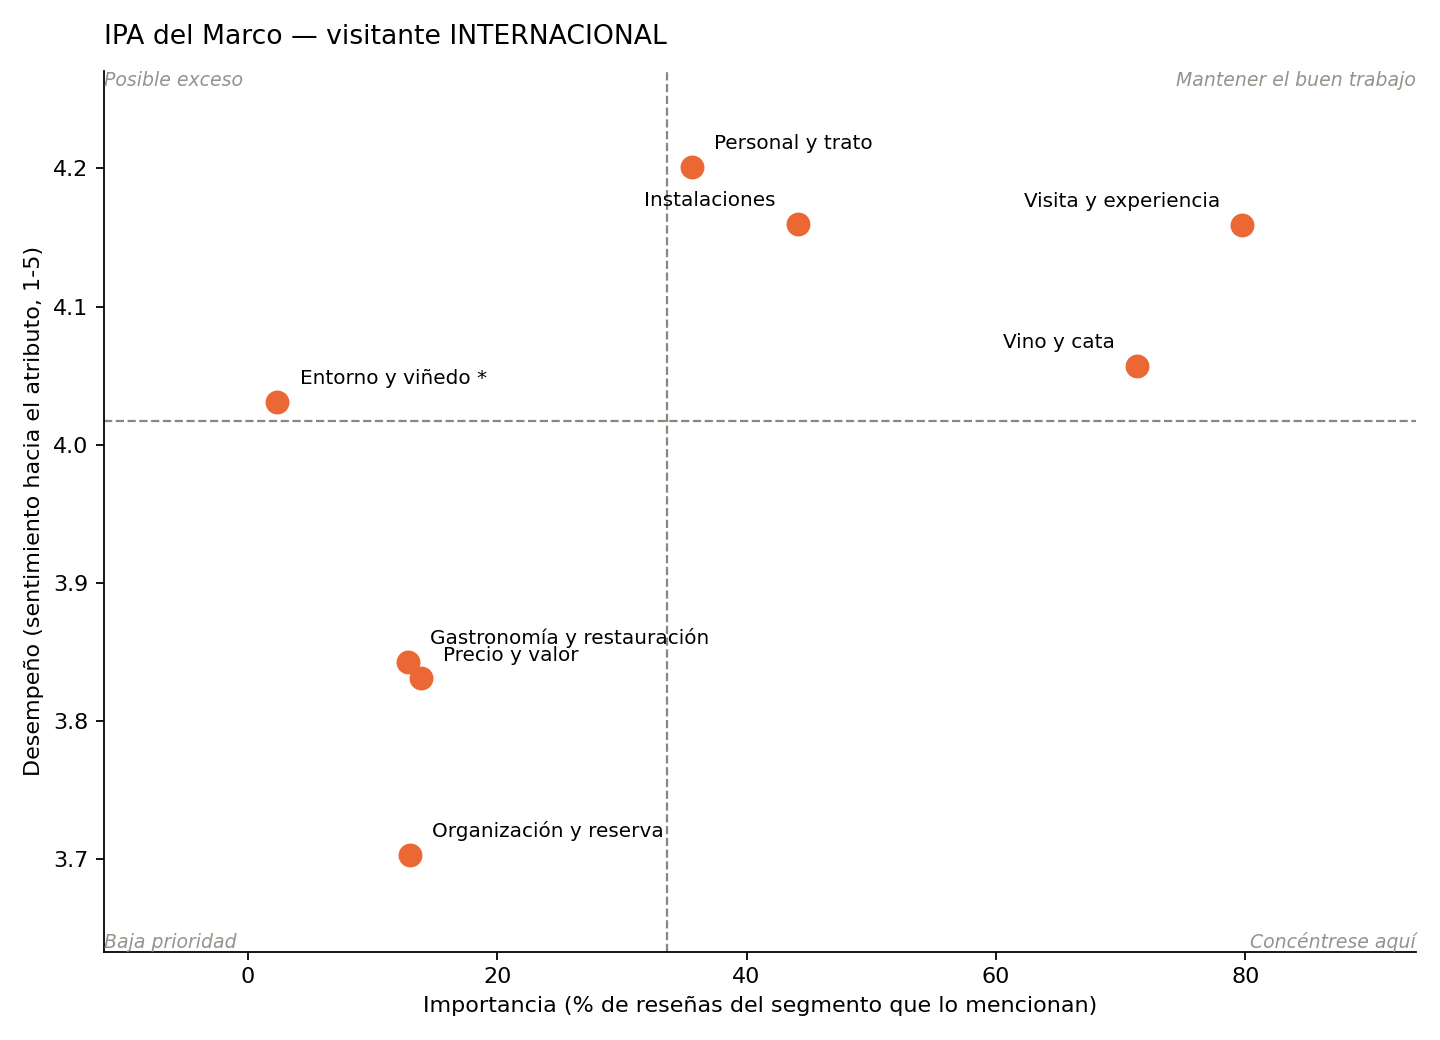 IPA del Marco — visitante INTERNACIONAL
Posible exceso
Mantener el buen trabajo
Personal y trato
Instalaciones
Visita y experiencia
Vino y cata
Entorno y viñedo *
Gastronomía y restauración
Precio y valor
Organización y reserva
Baja prioridad
Concéntrese aquí
4.2
4.1
4.0
3.9
3.8
3.7
Desempeño (sentimiento hacia el atributo, 1-5)
0 20 40 60 80
Importancia (% de reseñas del segmento que lo mencionan)